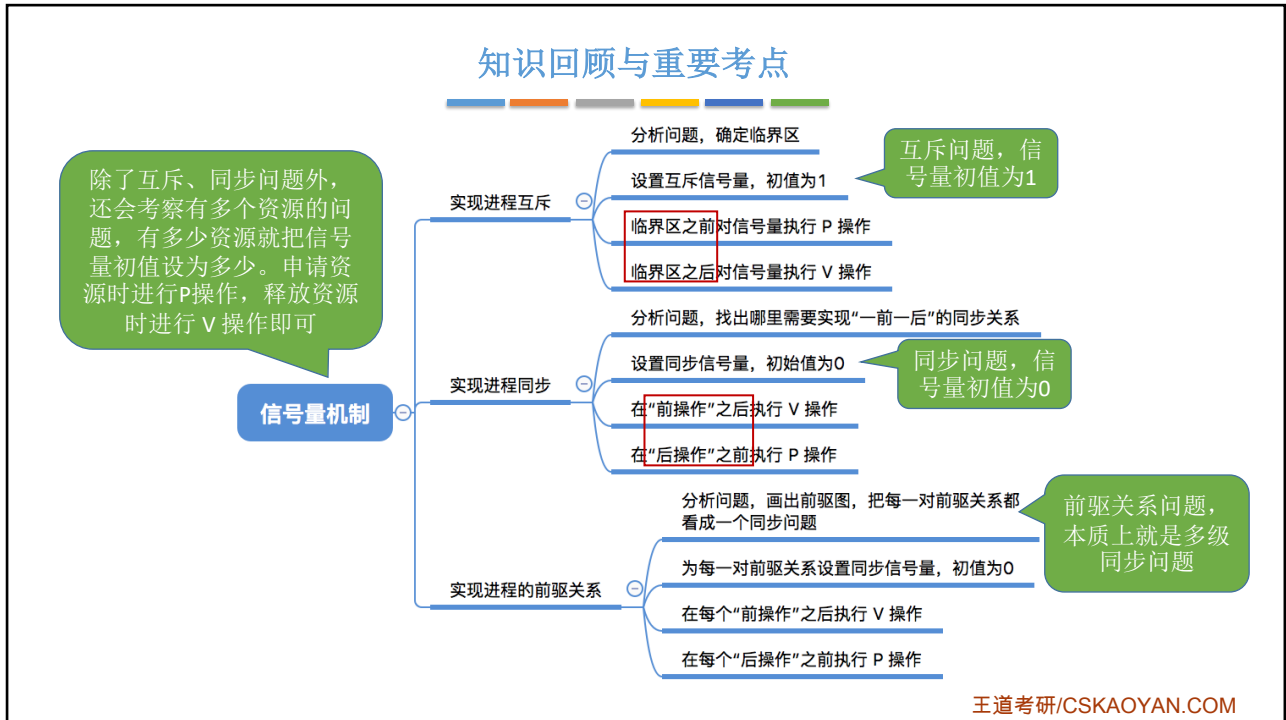 知识回顾与重要考点
除了互斥、同步问题外，
还会考察有多个资源的问
题，有多少资源就把信号
量初值设为多少。申请资
源时进行P操作，释放资源
时进行 V 操作即可
信号量机制
实现进程互斥
分析问题，确定临界区
设置互斥信号量，初值为1
互斥问题，信
号量初值为1
临界区之前对信号量执行 P 操作
临界区之后对信号量执行 V 操作
实现进程同步
分析问题，找出哪里需要实现“一前一后”的同步关系
设置同步信号量，初始值为0
同步问题，信
号量初值为0
在“前操作”之后执行 V 操作
在“后操作”之前执行 P 操作
实现进程的前驱关系
分析问题，画出前驱图，把每一对前驱关系都
看成一个同步问题
前驱关系问题，
本质上就是多级
同步问题
为每一对前驱关系设置同步信号量，初值为0
在每个“前操作”之后执行 V 操作
在每个“后操作”之前执行 P 操作
王道考研/CSKAOYAN.COM